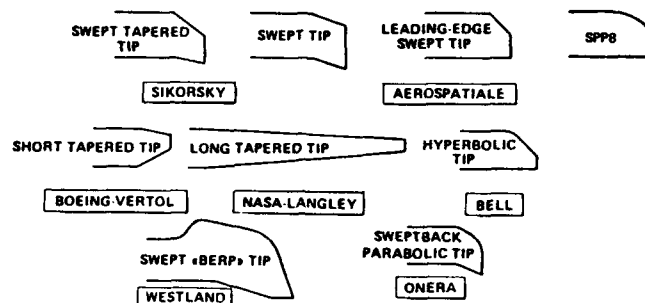 SWEPT TAPERED
TIP
SWEPT TIP
LEADING-EDGE
SWEPT TIP
SPP8
SIKORSKY
AEROSPATIALE
SHORT TAPERED TIP
LONG TAPERED TIP
HYPERBOLIC
TIP
BOEING-VERTOL
NASA-LANGLEY
BELL
SWEPT «BERP» TIP
SWEPTBACK
PARABOLIC TIP
WESTLAND
ONERA